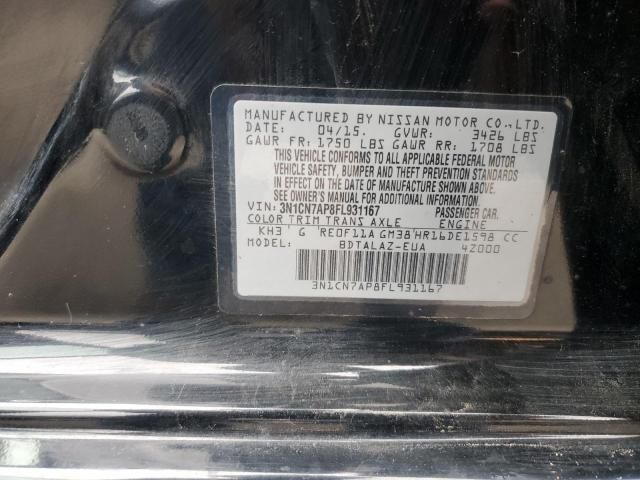 MANUFACTURED BY NISSAN MOTOR CO., LTD.
DATE: 04/15. GVWR: 3426 LBS
GAWR FR: 1750 LBS GAWR RR: 1708 LBS
THIS VEHICLE CONFORMS TO ALL APPLICABLE FEDERAL MOTOR
VEHICLE SAFETY, BUMPER AND THEFT PREVENTION STANDARDS
IN EFFECT ON THE DATE OF MANUFACTURE SHOWN ABOVE.
SEE OWNER'S MANUAL FOR ADDITIONAL INFORMATION.
VIN: 3N1CN7AP8FL931167 PASSENGER CAR.
COLOR TRIM TRANS AXLE ENGINE
KH3 G RE0F11A GM38 HR16DE1598 CC
MODEL: BDTALAZ-EUA 4Z000
3N1CN7AP8FL931167